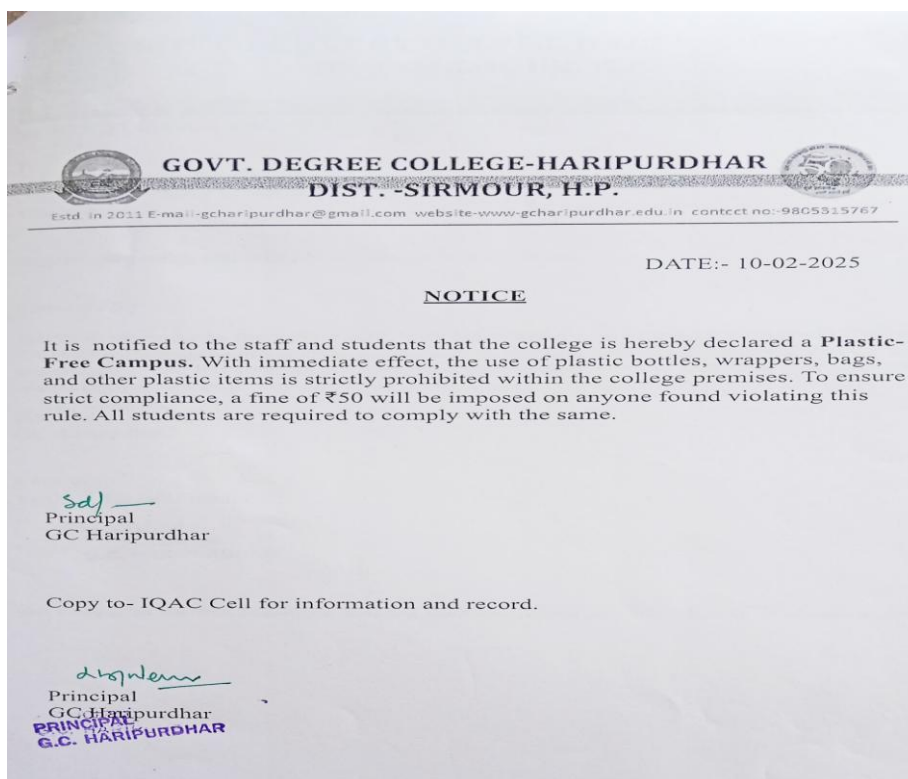 GOVT. DEGREE COLLEGE-HARIPURDHAR
DIST. -SIRMOUR, H.P.
Estd in 2011 E-mail-gcharipurdhar@gmail.com website-www-gcharipurdhar.edu.in contcct no:-9805315767
DATE:- 10-02-2025
NOTICE
It is notified to the staff and students that the college is hereby declared a Plastic-
Free Campus. With immediate effect, the use of plastic bottles, wrappers, bags,
and other plastic items is strictly prohibited within the college premises. To ensure
strict compliance, a fine of ₹50 will be imposed on anyone found violating this
rule. All students are required to comply with the same.
Sd/-
Principal
GC Haripurdhar
Copy to- IQAC Cell for information and record.
Principal
GC Haripurdhar
PRINCIPAL
G.C. HARIPURDHAR